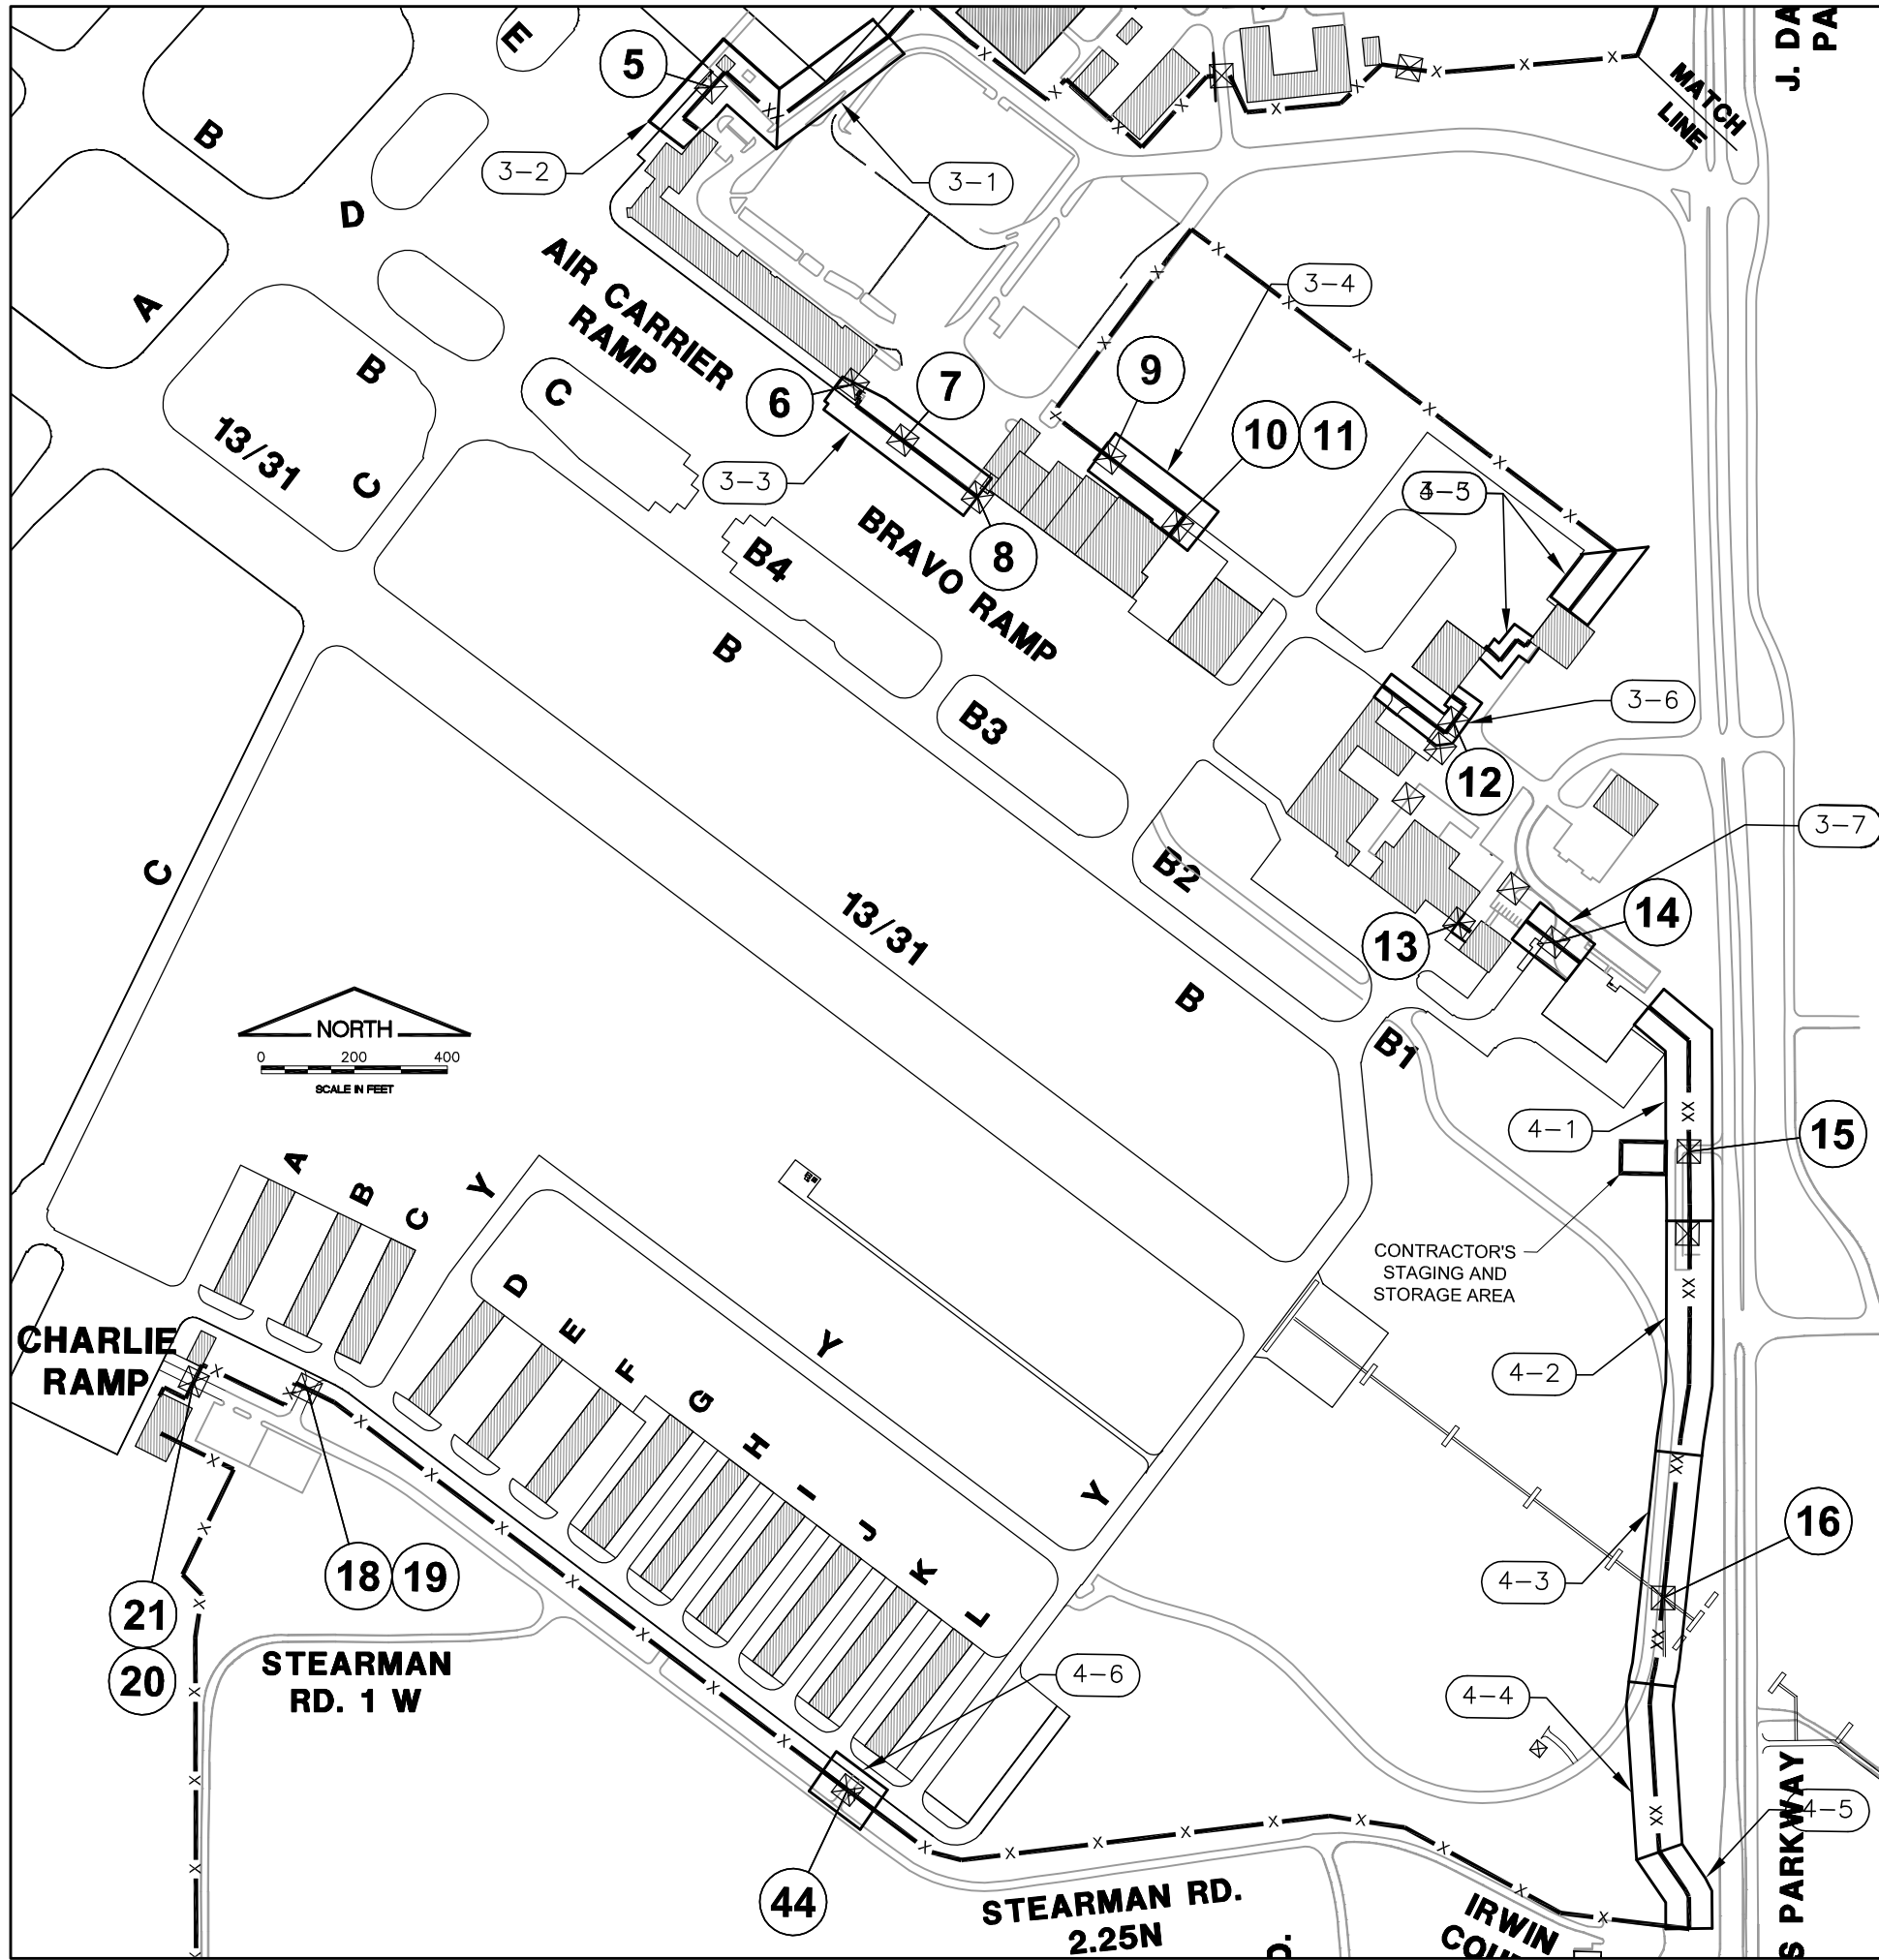 E
5
J. DA
PA
MATCH
LINE
B
3-2
3-1
D
A
AIR CARRIER
RAMP
3-4
B
C
7
9
6
10
11
13/31
C
3-3
3-5
8
B4
BRAVO RAMP
B
3-6
B3
12
3-7
B2
C
14
13/31
13
B
NORTH
B1
0 200 400
SCALE IN FEET
4-1
15
A
B
C
Y
CONTRACTOR'S
STAGING AND
STORAGE AREA
D
E
F
G
H
I
J
K
L
Y
Y
CHARLIE
RAMP
4-2
16
18
19
4-3
21
20
STEARMAN
RD. 1 W
4-6
4-4
4-5
44
STEARMAN RD.
2.25N
IRWIN
S PARKWAY